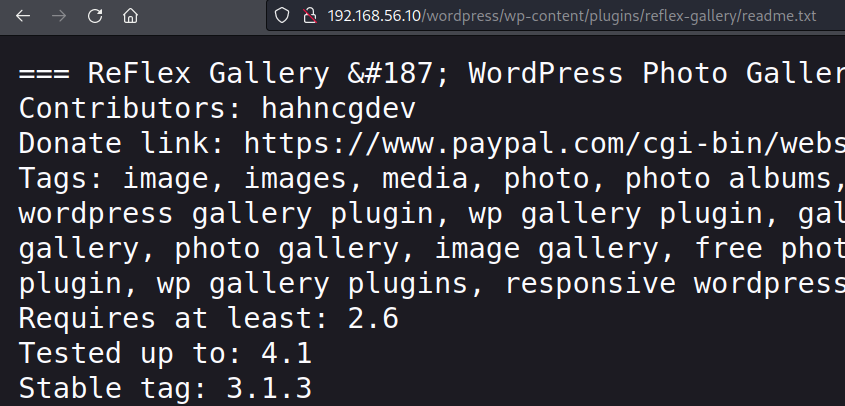 192.168.56.10/wordpress/wp-content/plugins/reflex-gallery/readme.txt
=== ReFlex Gallery &#187; WordPress Photo
Contributors: hahncgdev
Donate link: https://www.paypal.com/cgi-bin/webs
Tags: image, images, media, photo, photo albums,
wordpress gallery plugin, wp gallery plugin,
gallery, photo gallery, image gallery, free
plugin, wp gallery plugins, responsive wordpress
Requires at least: 2.6
Tested up to: 4.1
Stable tag: 3.1.3